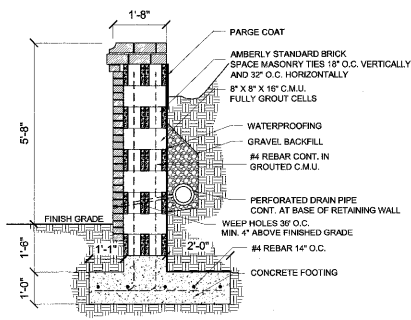 1'-8"
PARGE COAT
AMBERLY STANDARD BRICK
SPACE MASONRY TIES 18" O.C. VERTICALLY
AND 32" O.C. HORIZONTALLY
8" X 8" X 16" C.M.U.
FULLY GROUT CELLS
5'-8"
WATERPROOFING
GRAVEL BACKFILL
#4 REBAR CONT. IN
GROUTED C.M.U.
PERFORATED DRAIN PIPE
CONT. AT BASE OF RETAINING WALL
FINISH GRADE
WEEP HOLES 36' O.C.
MIN. 4" ABOVE FINISHED GRADE
1'-6"
1'-1"
2'-0"
#4 REBAR 14" O.C.
CONCRETE FOOTING
1'-0"